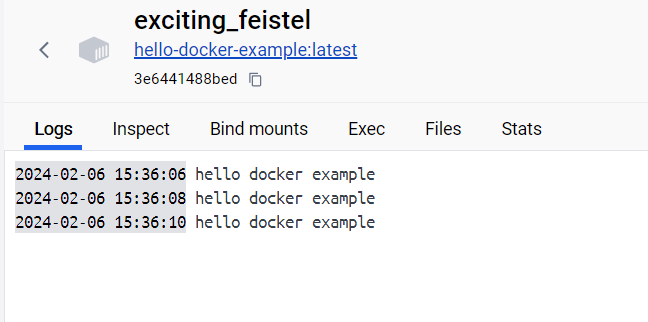 exciting_feistel
hello-docker-example:latest
3e6441488bed
Logs Inspect Bind mounts Exec Files Stats
2024-02-06 15:36:06 hello docker example
2024-02-06 15:36:08 hello docker example
2024-02-06 15:36:10 hello docker example